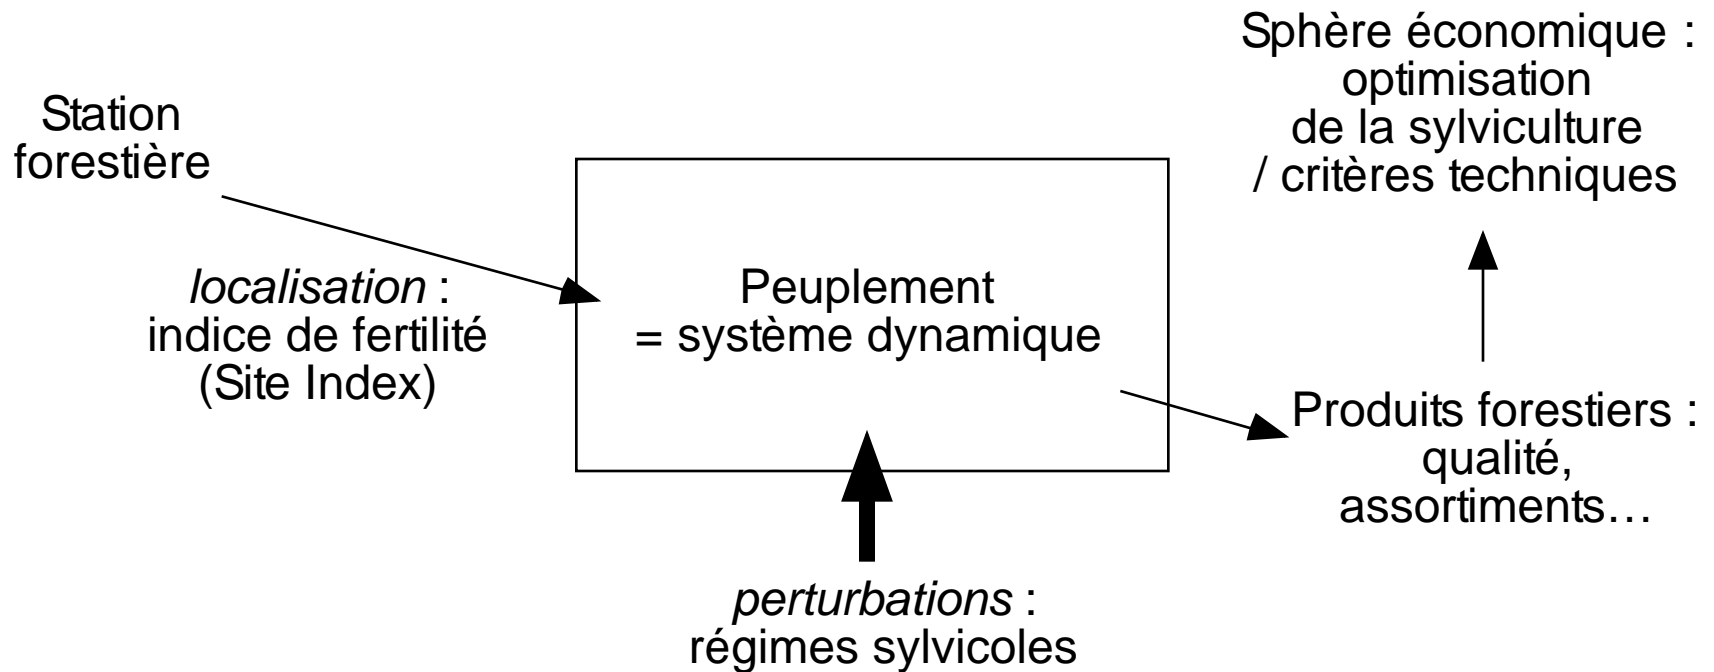 Station
forestière
localisation :
indice de fertilité
(Site Index)
Peuplement
= système dynamique
perturbations :
régimes sylvicoles
Produits forestiers :
qualité,
assortiments…
Sphère économique :
optimisation
de la sylviculture
/ critères techniques